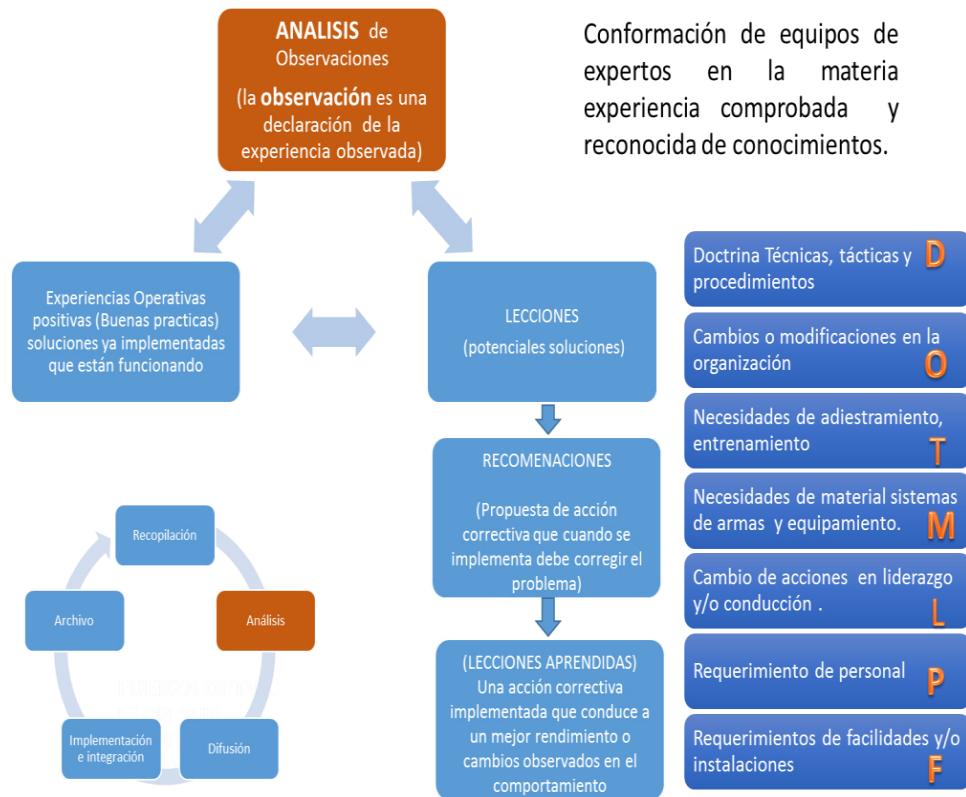 ANALISIS de
Observaciones
(la observación es una
declaración de la
experiencia observada)
Conformación de equipos de
expertos en la materia
experiencia comprobada y
reconocida de conocimientos.
Experiencias Operativas
positivas (Buenas practicas)
soluciones ya implementadas
que están funcionando
LECCIONES
(potenciales soluciones)
RECOMENACIONES
(Propuesta de acción
correctiva que cuando se
implementa debe corregir el
problema)
(LECCIONES APRENDIDAS)
Una acción correctiva
implementada que conduce a
un mejor rendimiento o
cambios observados en el
comportamiento
Doctrina Técnicas, tácticas y D
procedimientos
Cambios o modificaciones en la
organización O
Necesidades de adiestramiento,
entrenamiento T
Necesidades de material sistemas
de armas y equipamiento. M
Cambio de acciones en liderazgo
y/o conducción . L
Requerimiento de personal P
Requerimientos de facilidades y/o
instalaciones F
Recopilación
Análisis
Difusión
Implementación
e integración
Archivo